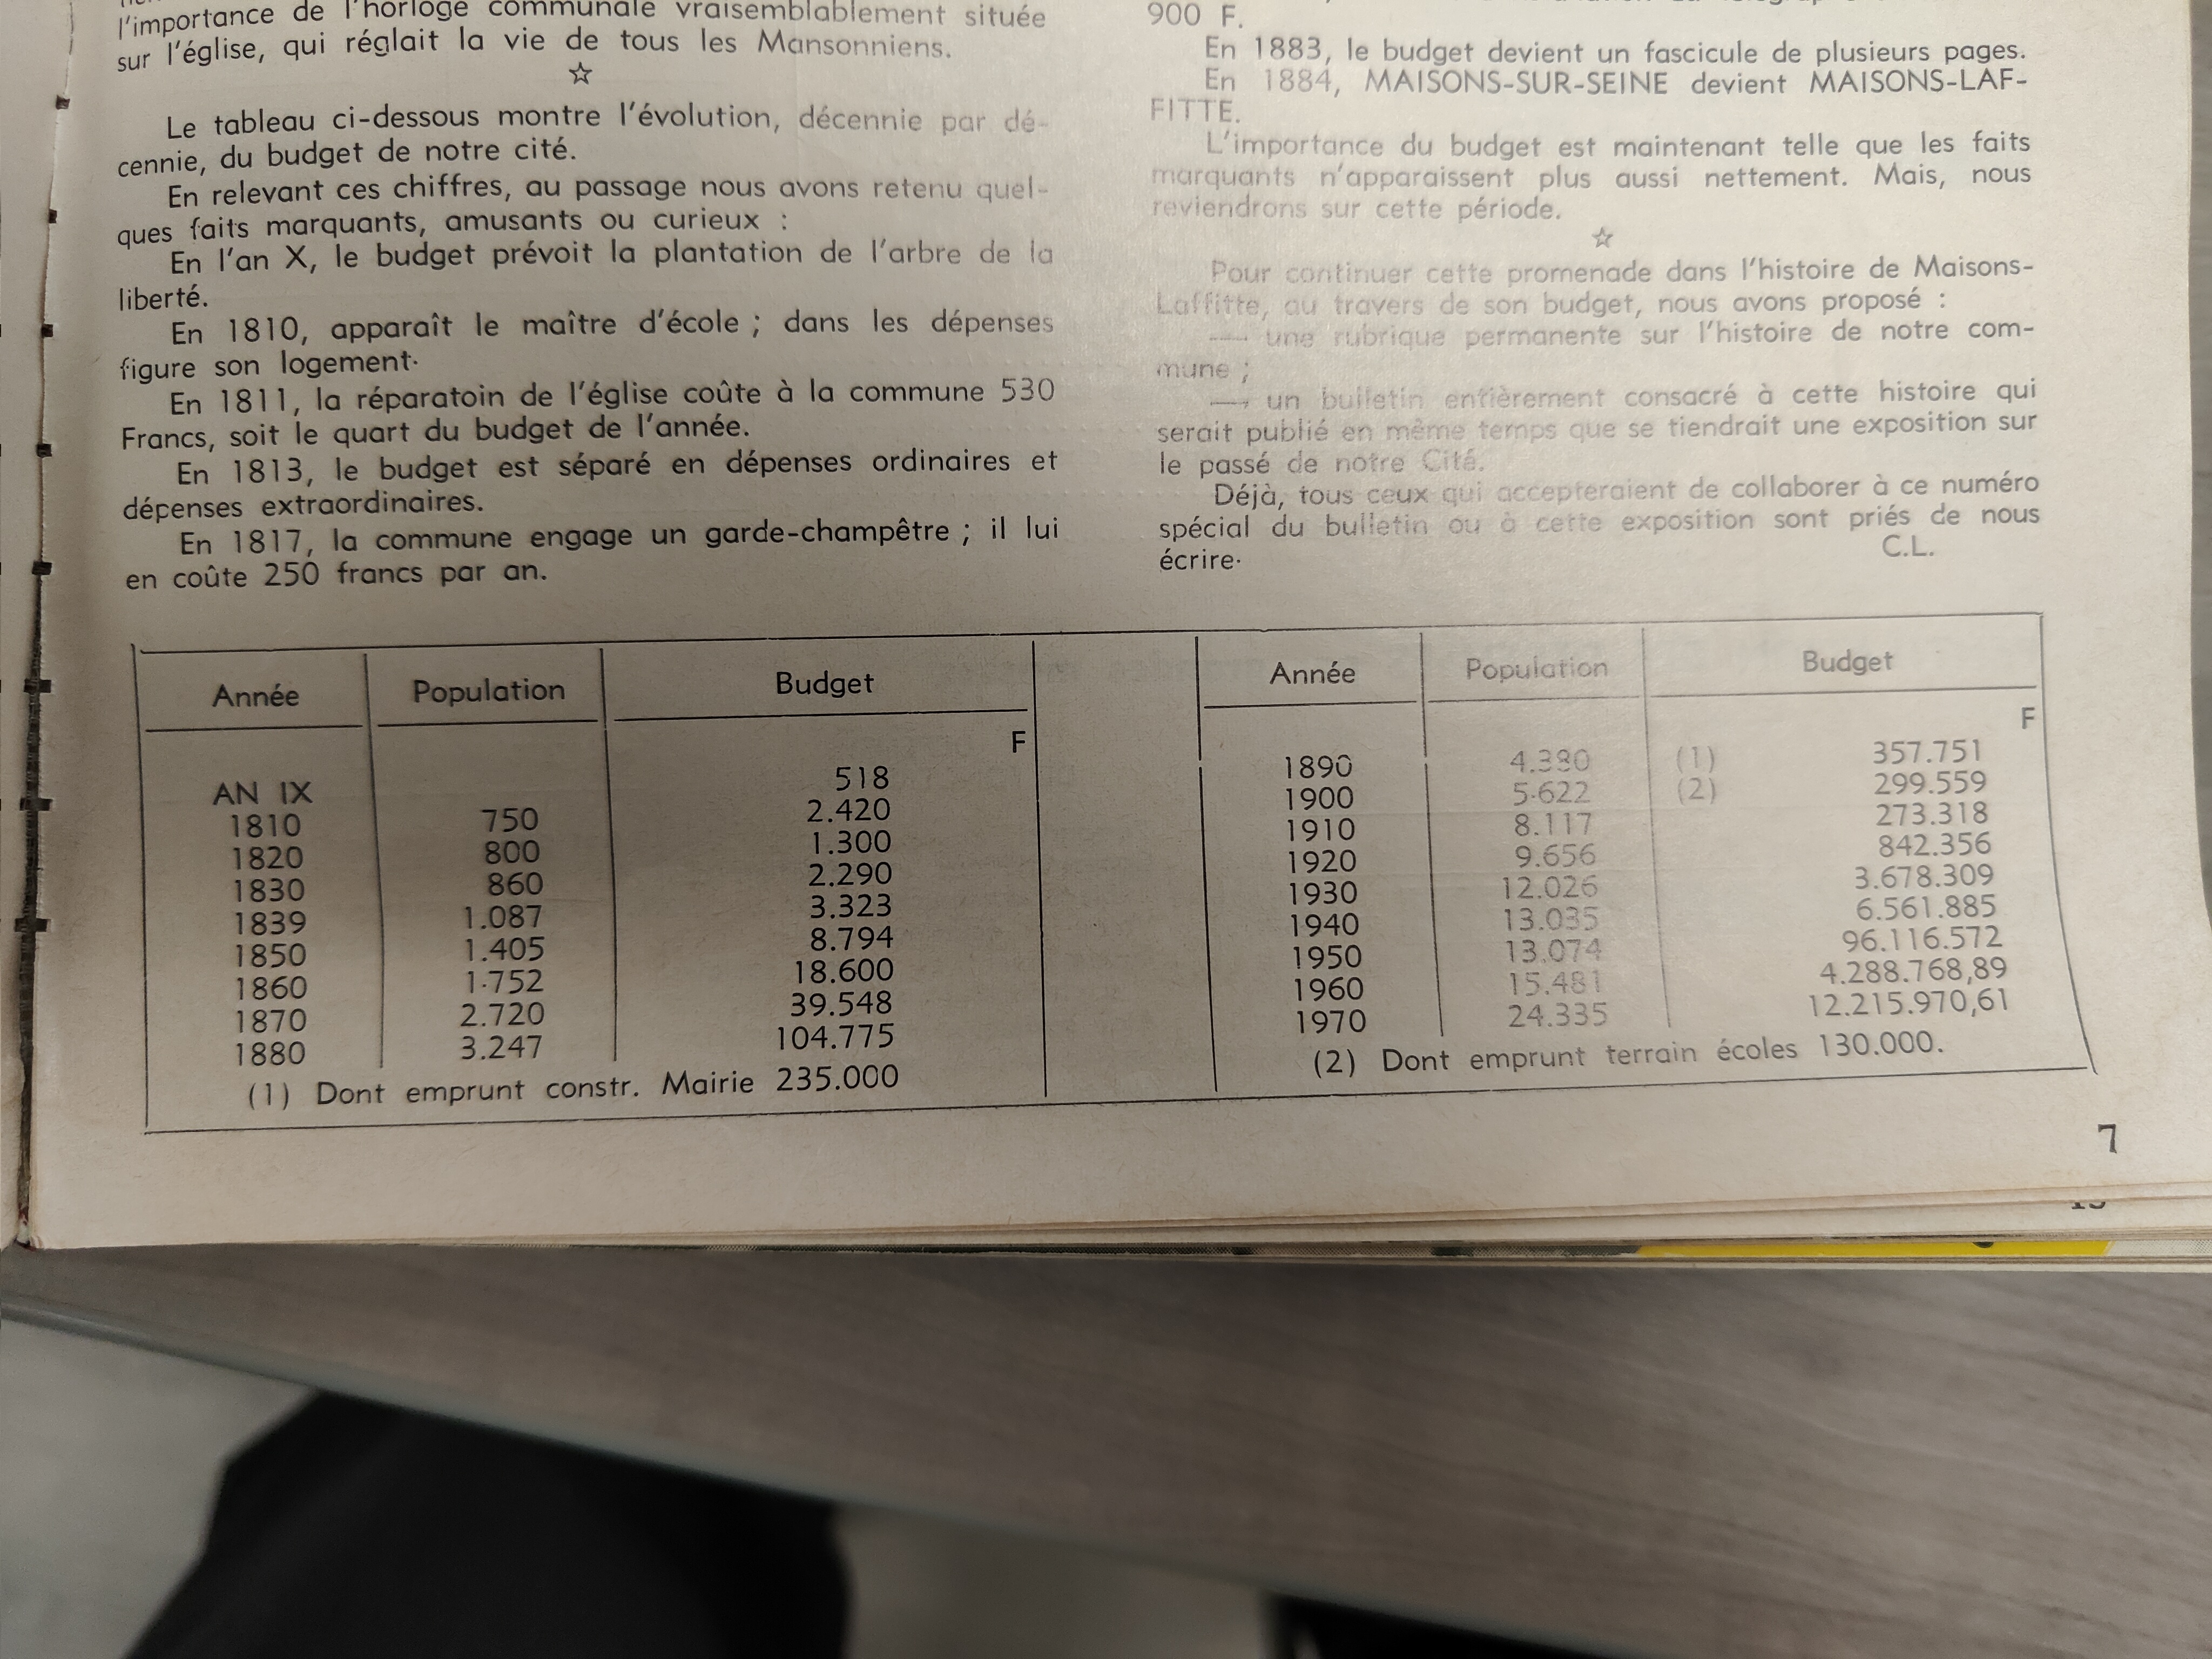 l'importance de l'horloge communale vraisemblablement située
sur l'église, qui réglait la vie de tous les Mansonniens.
☆
Le tableau ci-dessous montre l'évolution, décennie par dé-
cennie, du budget de notre cité.
En relevant ces chiffres, au passage nous avons retenu quel-
ques faits marquants, amusants ou curieux :
En l'an X, le budget prévoit la plantation de l'arbre de la
liberté.
En 1810, apparaît le maître d'école ; dans les dépenses
figure son logement.
En 1811, la réparatoin de l'église coûte à la commune 530
Francs, soit le quart du budget de l'année.
En 1813, le budget est séparé en dépenses ordinaires et
dépenses extraordinaires.
En 1817, la commune engage un garde-champêtre ; il lui
en coûte 250 francs par an.
900 F.
En 1883, le budget devient un fascicule de plusieurs pages.
En 1884, MAISONS-SUR-SEINE devient MAISONS-LAF-
FITTE.
L'importance du budget est maintenant telle que les faits
marquants n'apparaissent plus aussi nettement. Mais, nous
reviendrons sur cette période.
☆
Pour continuer cette promenade dans l'histoire de Maisons-
Laffitte, au travers de son budget, nous avons proposé :
— une rubrique permanente sur l'histoire de notre com-
mune ;
— un bulletin entièrement consacré à cette histoire qui
serait publié en même temps que se tiendrait une exposition sur
le passé de notre Cité.
Déjà, tous ceux qui accepteraient de collaborer à ce numéro
spécial du bulletin ou à cette exposition sont priés de nous
écrire.
C.L.
Année Population Budget
F
AN IX 518
1810 750 2.420
1820 800 1.300
1830 860 2.290
1839 1.087 3.323
1850 1.405 8.794
1860 1.752 18.600
1870 2.720 39.548
1880 3.247 104.775
(1) Dont emprunt constr. Mairie 235.000
Année Population Budget
F
1890 (1) 357.751
1900 5.622 (2) 299.559
1910 8.117 273.318
1920 9.656 842.356
1930 12.026 3.678.309
1940 13.035 6.561.885
1950 13.074 96.116.572
1960 15.481 4.288.768,89
1970 24.335 12.215.970,61
(2) Dont emprunt terrain écoles 130.000.
7